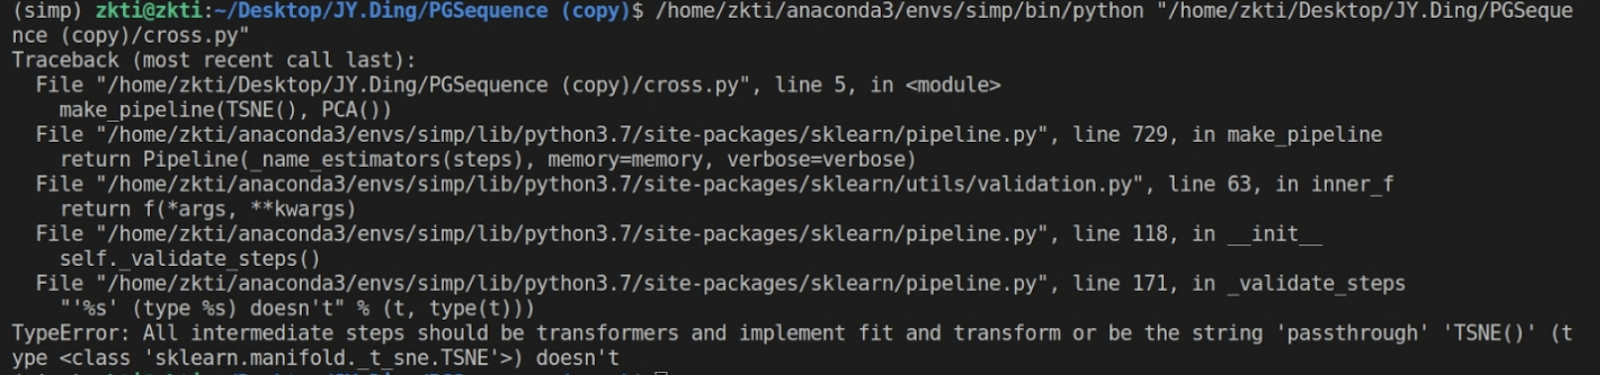 (simp) zkti@zkti:~/Desktop/JY.Ding/PGSequence (copy)$ /home/zkti/anaconda3/envs/simp/bin/python "/home/zkti/Desktop/JY.Ding/PGSeque
nce (copy)/cross.py"
Traceback (most recent call last):
  File "/home/zkti/Desktop/JY.Ding/PGSequence (copy)/cross.py", line 5, in <module>
    make_pipeline(TSNE(), PCA())
  File "/home/zkti/anaconda3/envs/simp/lib/python3.7/site-packages/sklearn/pipeline.py", line 729, in make_pipeline
    return Pipeline(_name_estimators(steps), memory=memory, verbose=verbose)
  File "/home/zkti/anaconda3/envs/simp/lib/python3.7/site-packages/sklearn/utils/validation.py", line 63, in inner_f
    return f(*args, **kwargs)
  File "/home/zkti/anaconda3/envs/simp/lib/python3.7/site-packages/sklearn/pipeline.py", line 118, in __init__
    self._validate_steps()
  File "/home/zkti/anaconda3/envs/simp/lib/python3.7/site-packages/sklearn/pipeline.py", line 171, in _validate_steps
    "'%s' (type %s) doesn't" % (t, type(t)))
TypeError: All intermediate steps should be transformers and implement fit and transform or be the string 'passthrough' 'TSNE()' (t
ype <class 'sklearn.manifold._t_sne.TSNE'>) doesn't